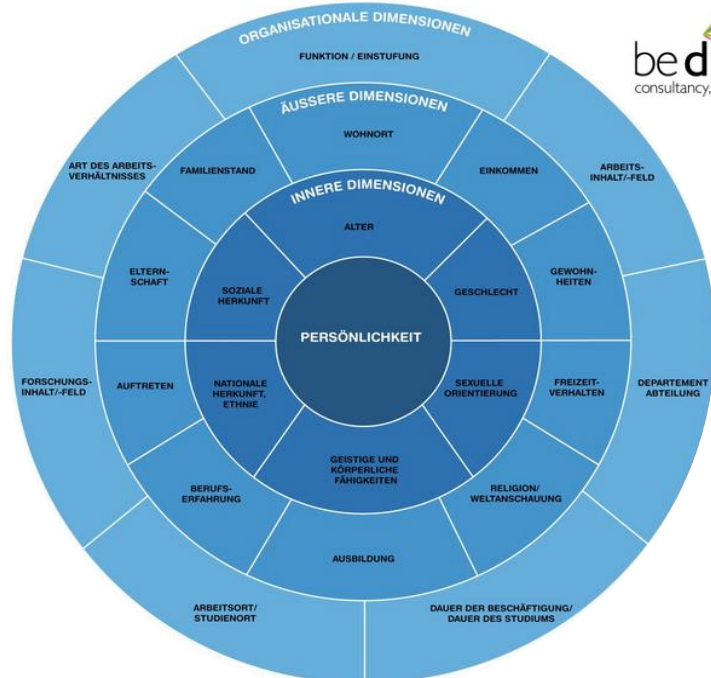 ORGANISATIONALE DIMENSIONEN
FUNKTION / EINSTUFUNG
be d
consultancy,
ÄUSSERE DIMENSIONEN
WOHNORT
ART DES ARBEITS-
VERHÄLTNISSES
FAMILIENSTAND
EINKOMMEN
ARBEITS-
INHALT/-FELD
INNERE DIMENSIONEN
ALTER
ELTERN-
SCHAFT
SOZIALE
HERKUNFT
GESCHLECHT
GEWOHN-
HEITEN
PERSÖNLICHKEIT
FORSCHUNGS-
INHALT/-FELD
AUFTRETEN
NATIONALE
HERKUNFT,
ETHNIE
SEXUELLE
ORIENTIERUNG
FREIZEIT-
VERHALTEN
DEPARTEMENT
ABTEILUNG
GEISTIGE UND
KÖRPERLICHE
FÄHIGKEITEN
BERUFS-
ERFAHRUNG
RELIGION/
WELTANSCHAUUNG
AUSBILDUNG
ARBEITSORT/
STUDIENORT
DAUER DER BESCHÄFTIGUNG/
DAUER DES STUDIUMS